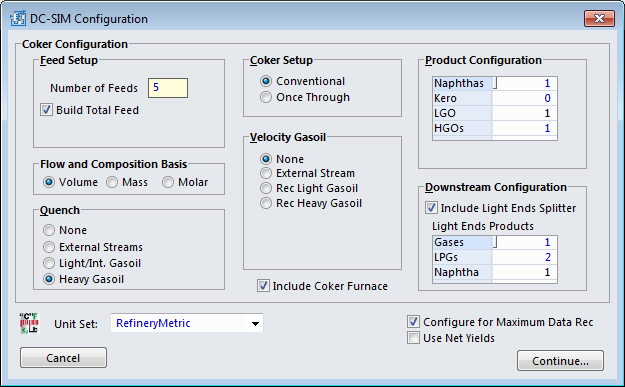 DC-SIM Configuration
Coker Configuration
Feed Setup
Number of Feeds 5
Build Total Feed
Flow and Composition Basis
Volume Mass Molar
Quench
None
External Streams
Light/Int. Gasoil
Heavy Gasoil
Coker Setup
Conventional
Once Through
Velocity Gasoil
None
External Stream
Rec Light Gasoil
Rec Heavy Gasoil
Include Coker Furnace
Product Configuration
Naphthas 1
Kero 0
LGO 1
HGOs 1
Downstream Configuration
Include Light Ends Splitter
Light Ends Products
Gases 1
LPGs 2
Naphtha 1
Unit Set: RefineryMetric
Configure for Maximum Data Rec
Use Net Yields
Cancel
Continue...